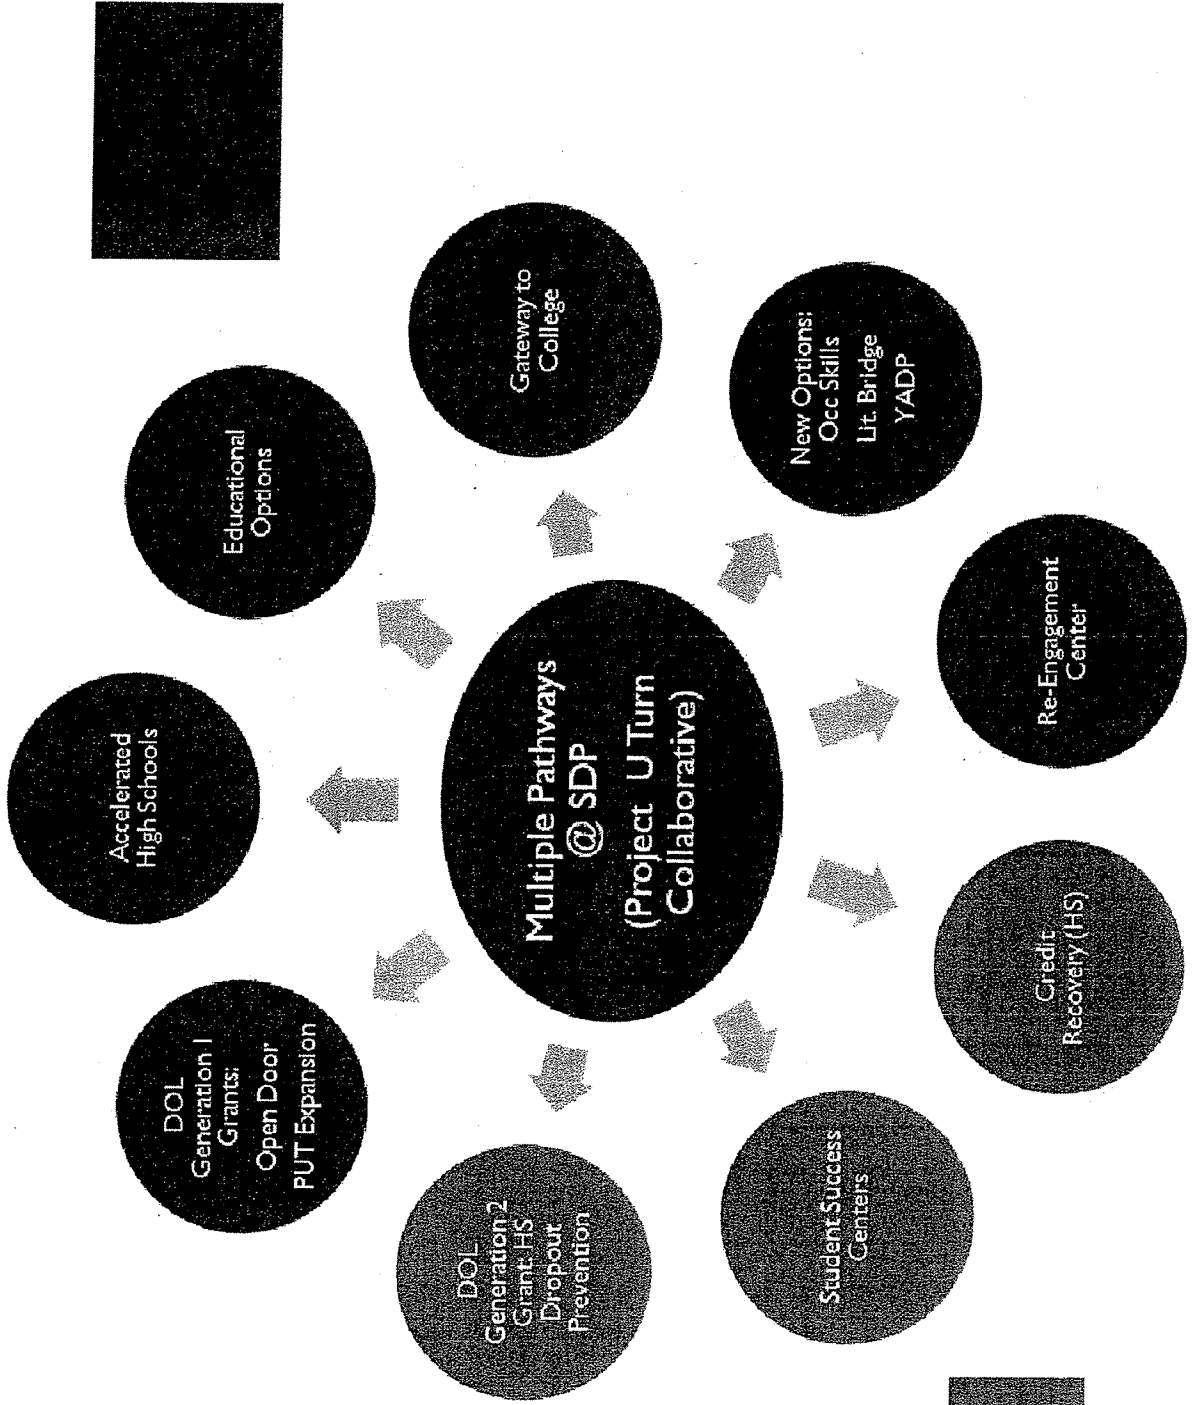 Multiple Pathways
@ SDP
(Project U Turn
Collaborative)
Accelerated
High Schools
Educational
Options
Gateway to
College
New Options:
Occ Skills
Lit. Bridge
YADP
Re-Engagement
Center
Credit
Recovery (HS)
Student Success
Centers
DOL
Generation 2
Grant: HS
Dropout
Prevention
DOL
Generation 1
Grants:
Open Door
PUT Expansion